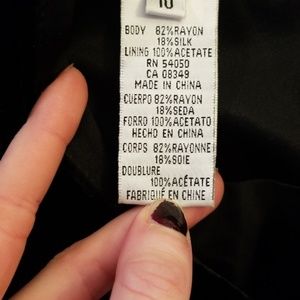 10
BODY 82% RAYON
18% SILK
LINING 100% ACETATE
RN 54050
CA 08349
MADE IN CHINA
CUERPO 82% RAYON
18% SEDA
FORRO 100% ACETATO
HECHO EN CHINA
CORPS 82% RAYONNE
18% SOIE
DOUBLURE
100% ACÉTATE
FABRIQUÉ EN CHINE